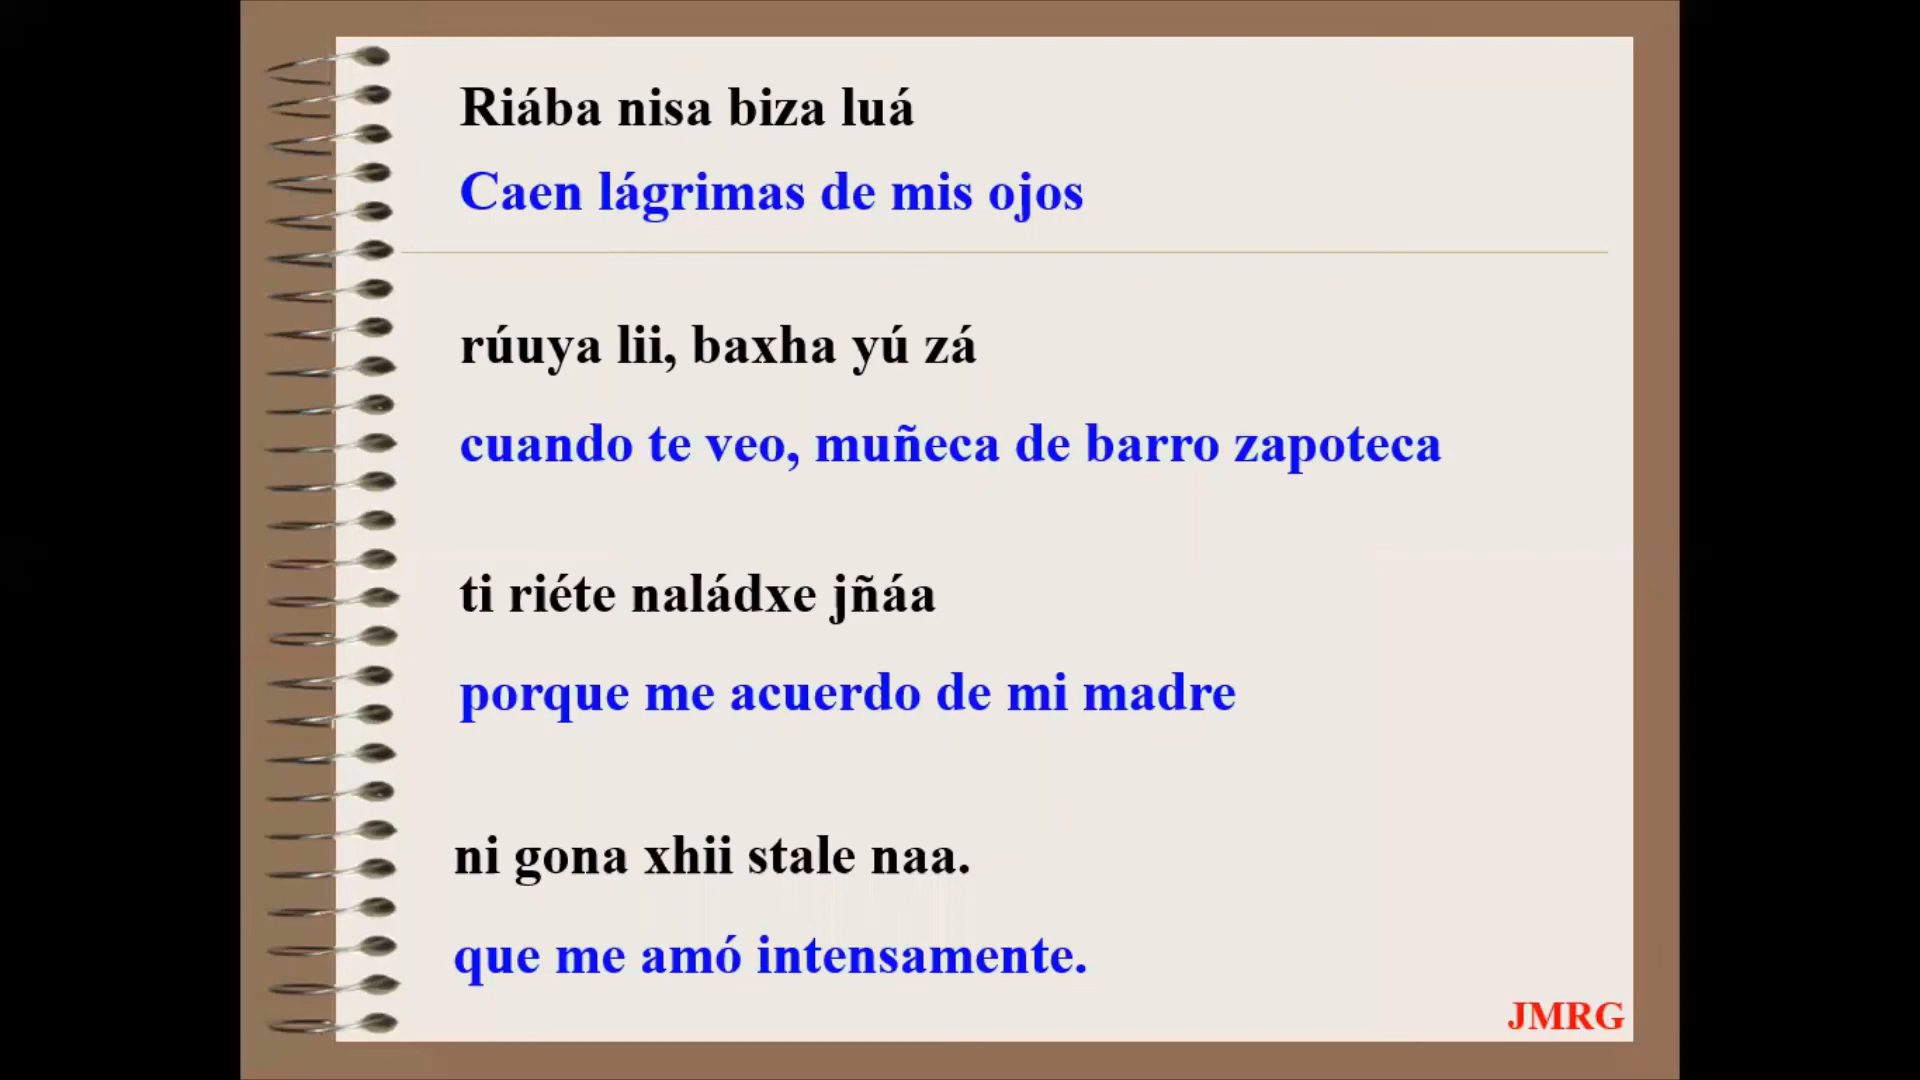 Riába nisa biza luá
Caen lágrimas de mis ojos
rúuya lii, baxha yú zá
cuando te veo, muñeca de barro zapoteca
ti riéte naládxe jñáa
porque me acuerdo de mi madre
ni gona xhii stale naa.
que me amó intensamente.
JMRG